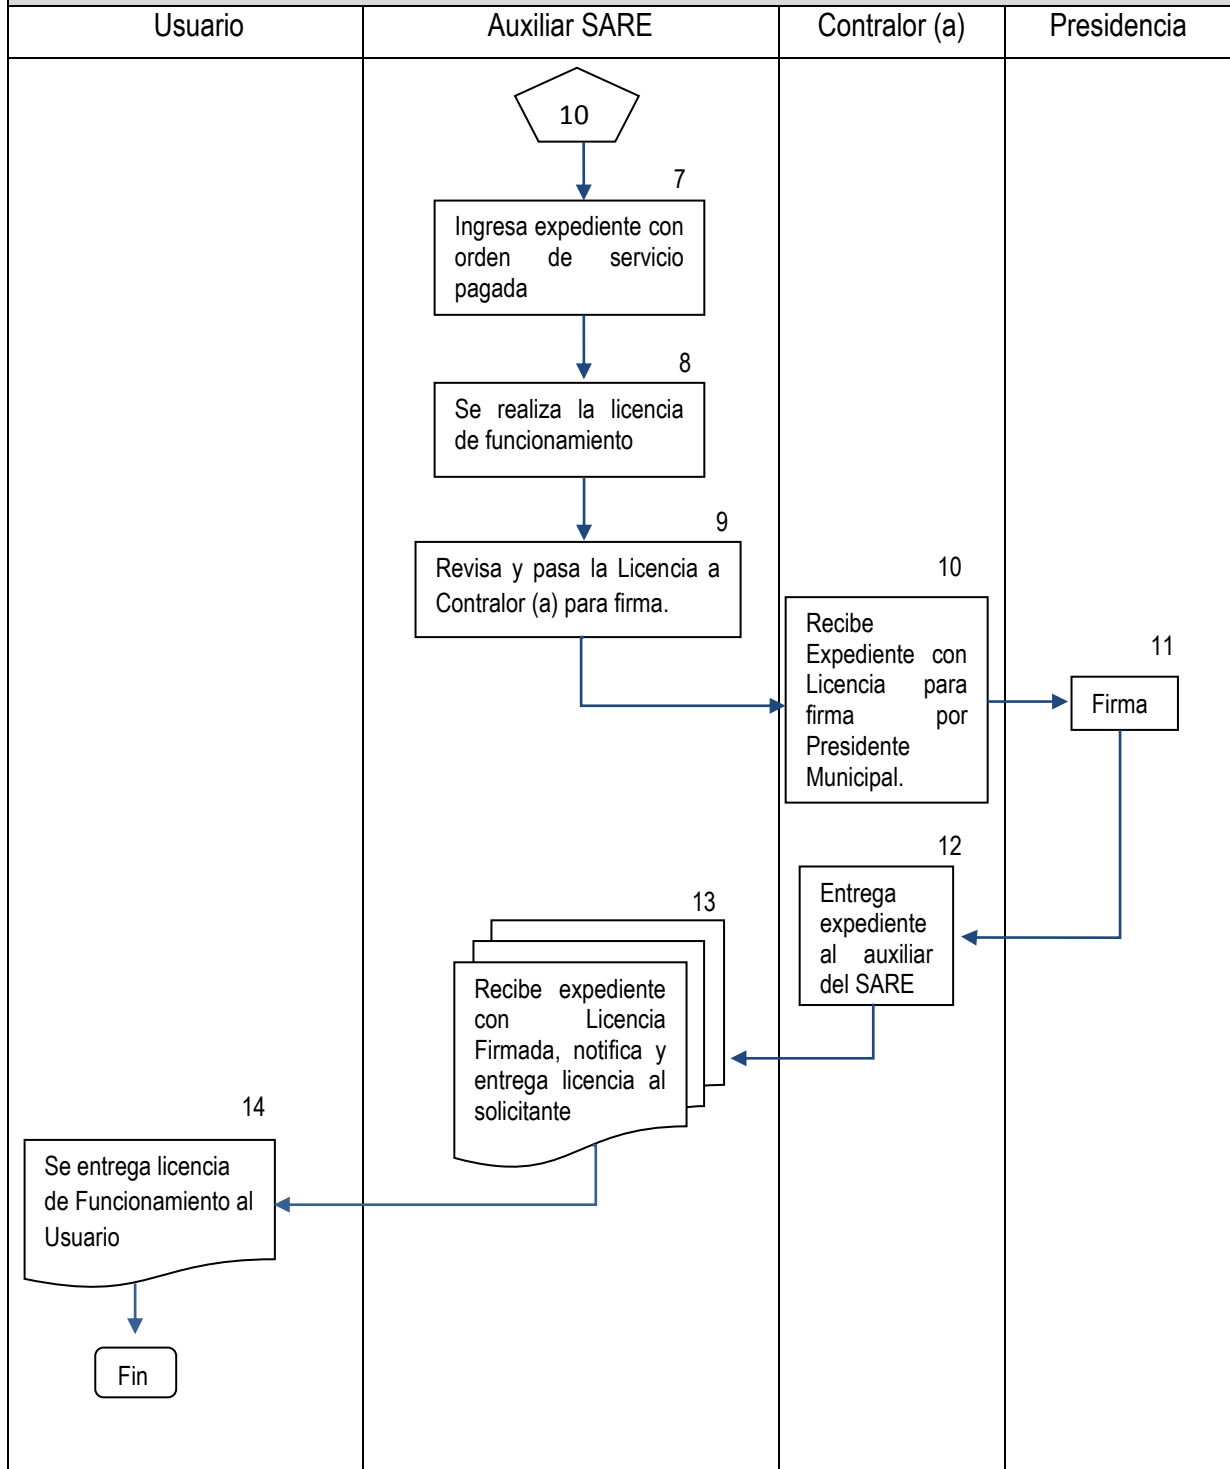 Usuario
Auxiliar SARE
Contralor (a)
Presidencia
10
7
Ingresa expediente con
orden de servicio
pagada
8
Se realiza la licencia
de funcionamiento
9
Revisa y pasa la Licencia a
Contralor (a) para firma.
10
Recibe
Expediente con
Licencia para
firma por
Presidente
Municipal.
11
Firma
12
Entrega
expediente
al auxiliar
del SARE
13
Recibe expediente
con Licencia
Firmada, notifica y
entrega licencia al
solicitante
14
Se entrega licencia
de Funcionamiento al
Usuario
Fin